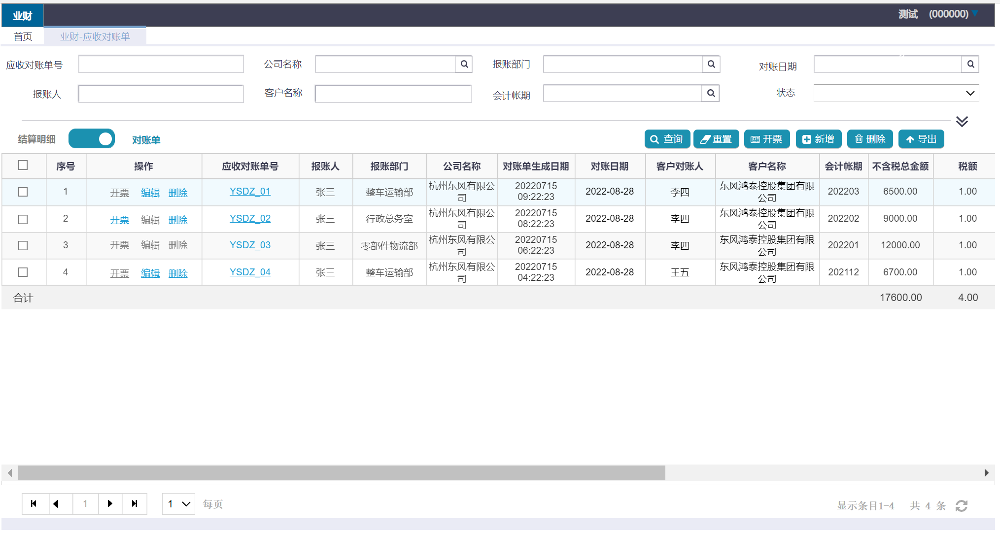 业财
测试 (000000)
首页 业财-应收对账单
应收对账单号 公司名称 报账部门 对账日期
报账人 客户名称 会计帐期 状态
结算明细 对账单 查询 重置 开票 新增 删除 导出
序号 操作 应收对账单号 报账人 报账部门 公司名称 对账单生成日期 对账日期 客户对账人 客户名称 会计帐期 不含税总金额 税额
1 开票 编辑 删除 YSDZ_01 张三 整车运输部 杭州东风有限公司 20220715 09:22:23 2022-08-28 李四 东风鸿泰控股集团有限公司 202203 6500.00 1.00
2 开票 编辑 删除 YSDZ_02 张三 行政总务室 杭州东风有限公司 20220715 08:22:23 2022-08-28 李四 东风鸿泰控股集团有限公司 202202 9000.00 1.00
3 开票 编辑 删除 YSDZ_03 张三 零部件物流部 杭州东风有限公司 20220715 06:22:23 2022-08-28 李四 东风鸿泰控股集团有限公司 202201 12000.00 1.00
4 开票 编辑 删除 YSDZ_04 张三 整车运输部 杭州东风有限公司 20220715 04:22:23 2022-08-28 王五 东风鸿泰控股集团有限公司 202112 6700.00 1.00
合计 17600.00 4.00
1 1 每页 显示条目1-4 共 4 条